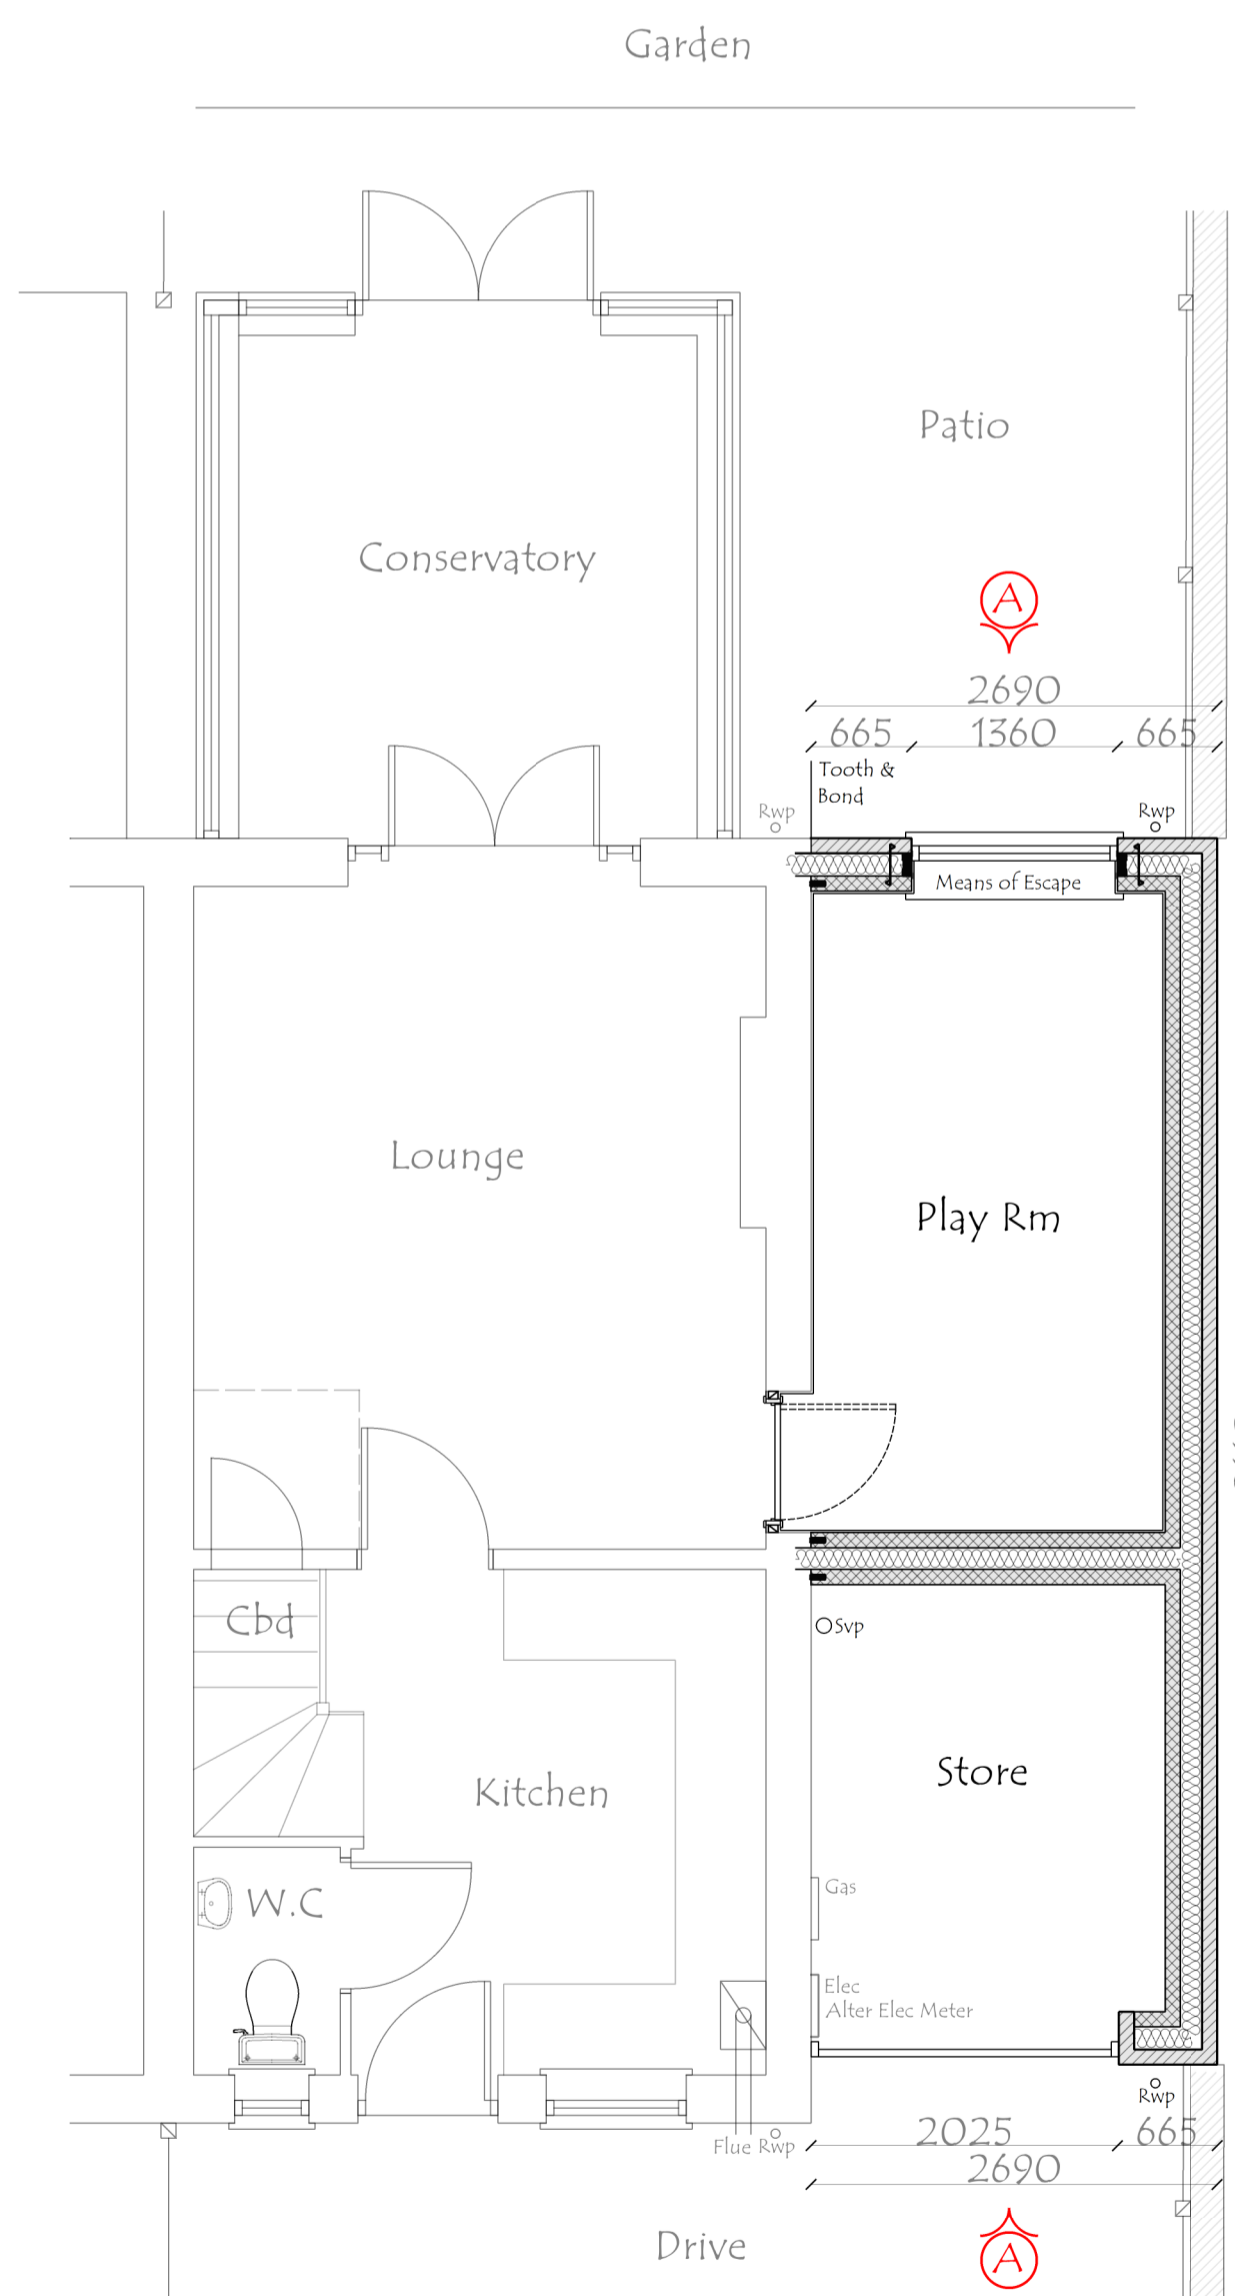 Garden
Patio
Conservatory
A
2690
665 1360 665
Tooth &
Bond
Rwp
Rwp
Means of Escape
Lounge
Play Rm
Cbd
Svp
Store
Kitchen
Gas
W.C
Elec
Alter Elec Meter
Rwp
2025 665
Flue Rwp
2690
Drive
A